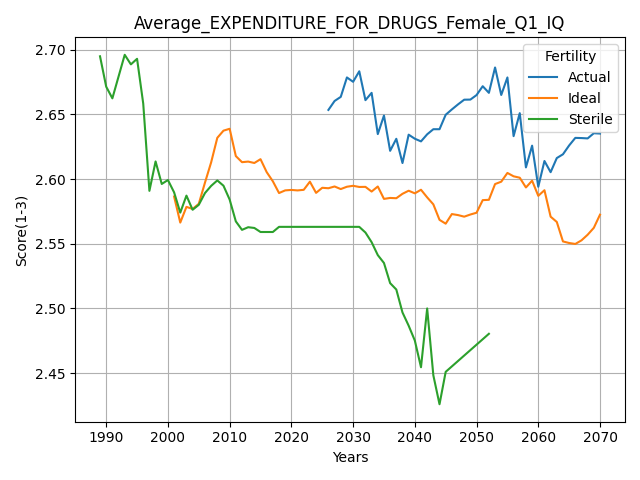 Average_EXPENDITURE_FOR_DRUGS_Female_Q1_IQ
Fertility
Actual
Ideal
Sterile
Score(1-3)
2.70
2.65
2.60
2.55
2.50
2.45
1990 2000 2010 2020 2030 2040 2050 2060 2070
Years